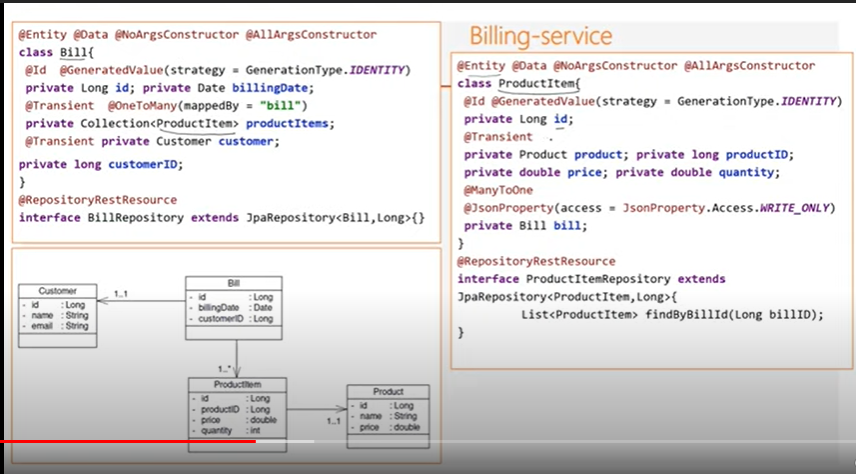 Billing-service
@Entity @Data @NoArgsConstructor @AllArgsConstructor
class Bill{
@Id @GeneratedValue(strategy = GenerationType.IDENTITY)
private Long id; private Date billingDate;
@Transient @OneToMany(mappedBy = "bill")
private Collection<ProductItem> productItems;
@Transient private Customer customer;
private long customerID;
}
@RepositoryRestResource
interface BillRepository extends JpaRepository<Bill,Long>{}
@Entity @Data @NoArgsConstructor @AllArgsConstructor
class ProductItem{
@Id @GeneratedValue(strategy = GenerationType.IDENTITY)
private Long id;
@Transient
private Product product; private long productID;
private double price; private double quantity;
@ManyToOne
@JsonProperty(access = JsonProperty.Access.WRITE_ONLY)
private Bill bill;
}
@RepositoryRestResource
interface ProductItemRepository extends
JpaRepository<ProductItem,Long>{
List<ProductItem> findByBillId(Long billID);
}
Customer
- id : Long
- name : String
- email : String
1..1
Bill
- id : Long
- billingDate : Date
- customerID : Long
1..*
ProductItem
- id : Long
- productID : Long
- price : double
- quantity : int
1..1
Product
- id : Long
- name : String
- price : double